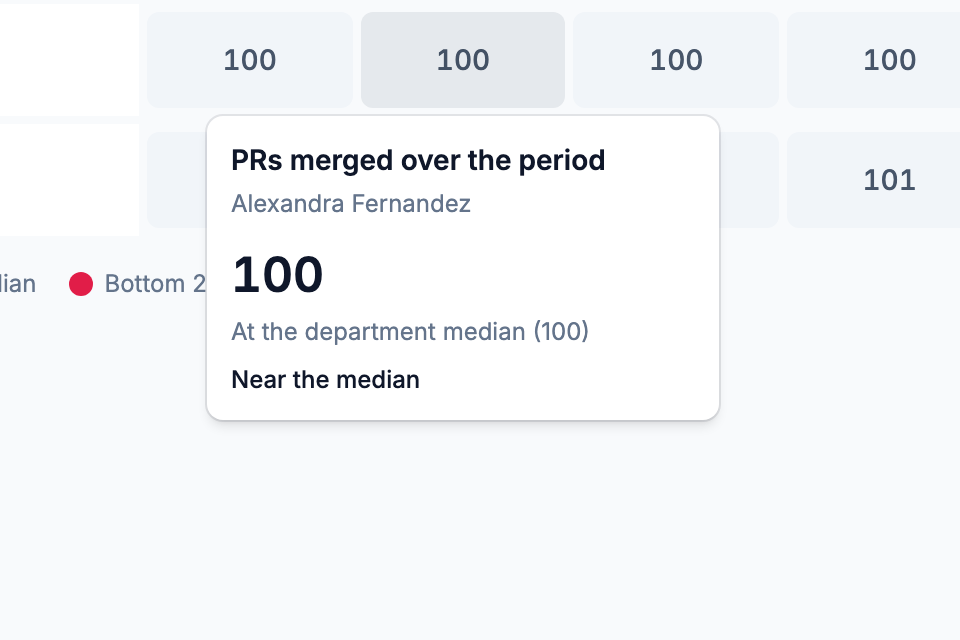 100 100 100 100
PRs merged over the period
Alexandra Fernandez
101
100
Bottom
At the department median (100)
Near the median